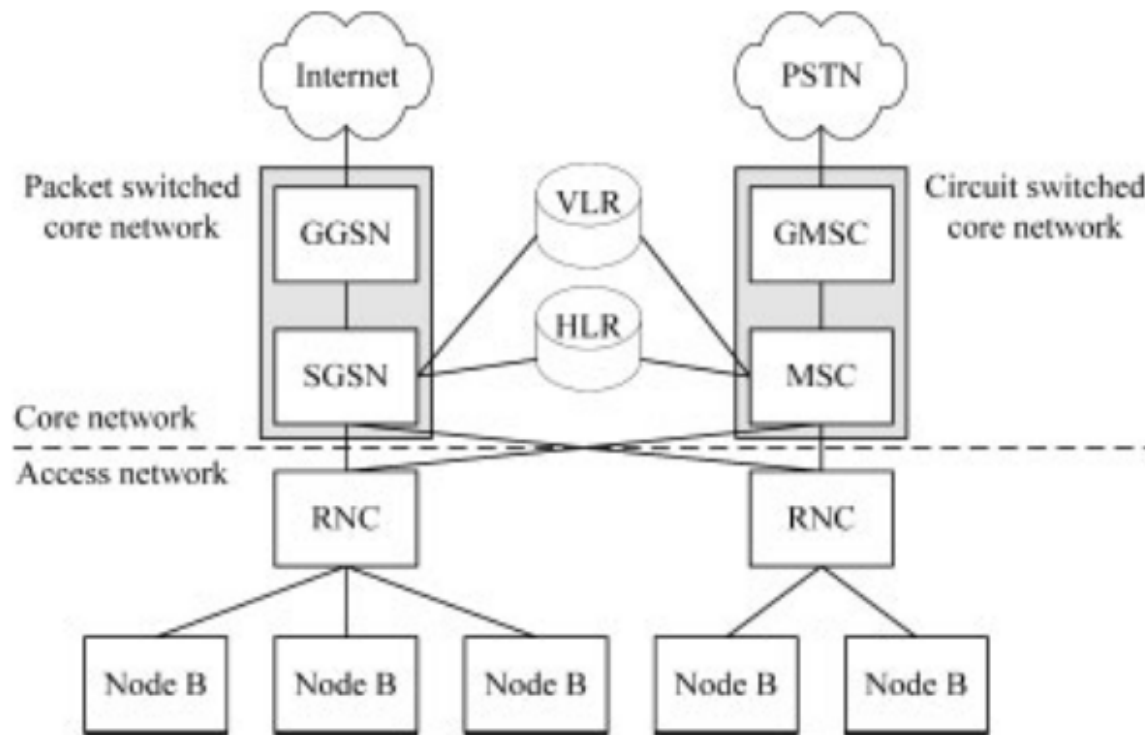 Internet
PSTN
Packet switched
core network
VLR
Circuit switched
core network
GGSN
GMSC
HLR
SGSN
MSC
Core network
Access network
RNC
RNC
Node B
Node B
Node B
Node B
Node B